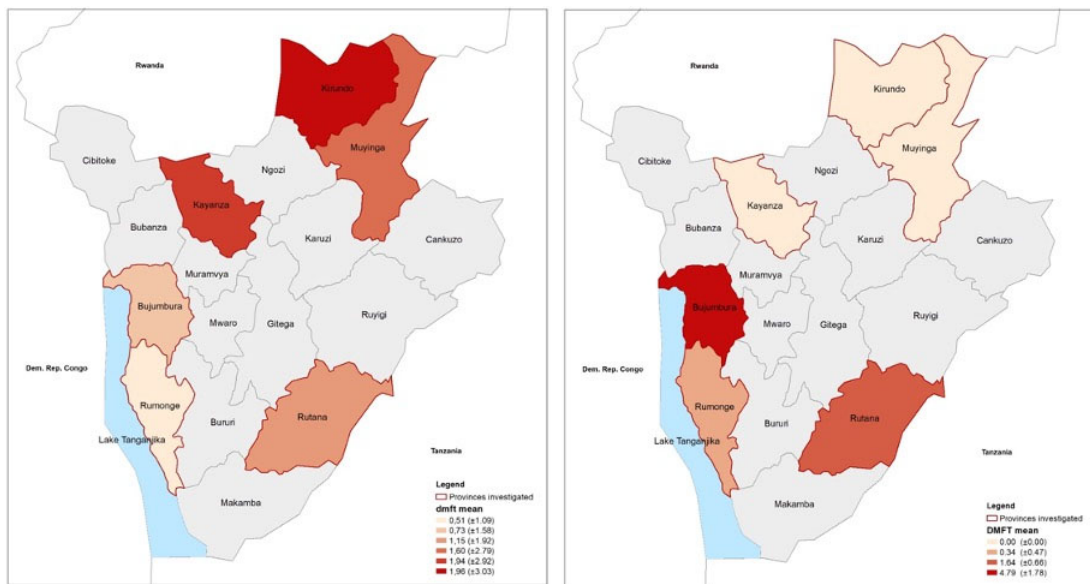 Rwanda
Kirundo
Muyinga
Cibitoke
Ngozi
Kayanza
Bubanza
Karuzi
Cankuzo
Muramvya
Bujumbura
Mwaro
Gitega
Ruyigi
Dem. Rep. Congo
Rumonge
Rutana
Bururi
Lake Tanganjika
Tanzania
Makamba
Legend
Provinces investigated
dmft mean
0,51 (±1.09)
0,73 (±1.58)
1,15 (±1.92)
1,60 (±2.79)
1,94 (±2.92)
1,96 (±3.03)
Rwanda
Kirundo
Muyinga
Cibitoke
Ngozi
Kayanza
Bubanza
Karuzi
Cankuzo
Muramvya
Bujumbura
Mwaro
Gitega
Ruyigi
Dem. Rep. Congo
Rumonge
Rutana
Bururi
Lake Tanganjika
Tanzania
Makamba
Legend
Provinces investigated
DMFT mean
0.00 (±0.00)
0.34 (±0.47)
1.64 (±0.66)
4.79 (±1.78)